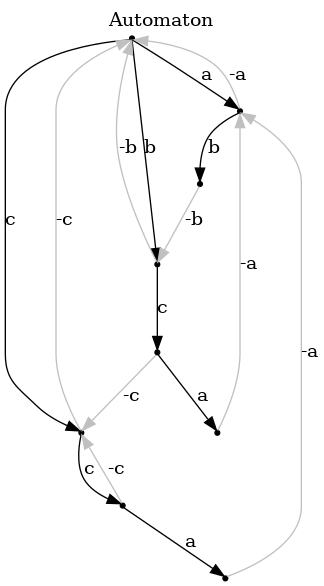 Automaton
a -a
-b b b
c -c -b
-a
c
-a
-c a
c -c
a